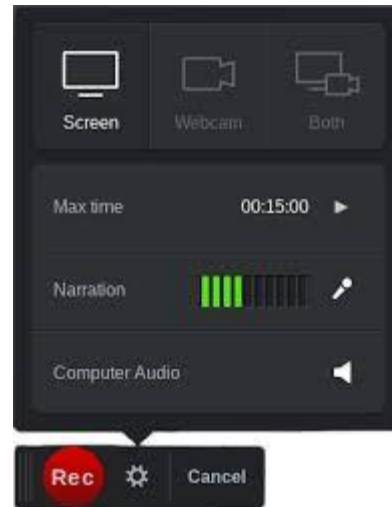 Screen Webcam Both
Max time 00:15:00
Narration
Computer Audio
Rec Cancel